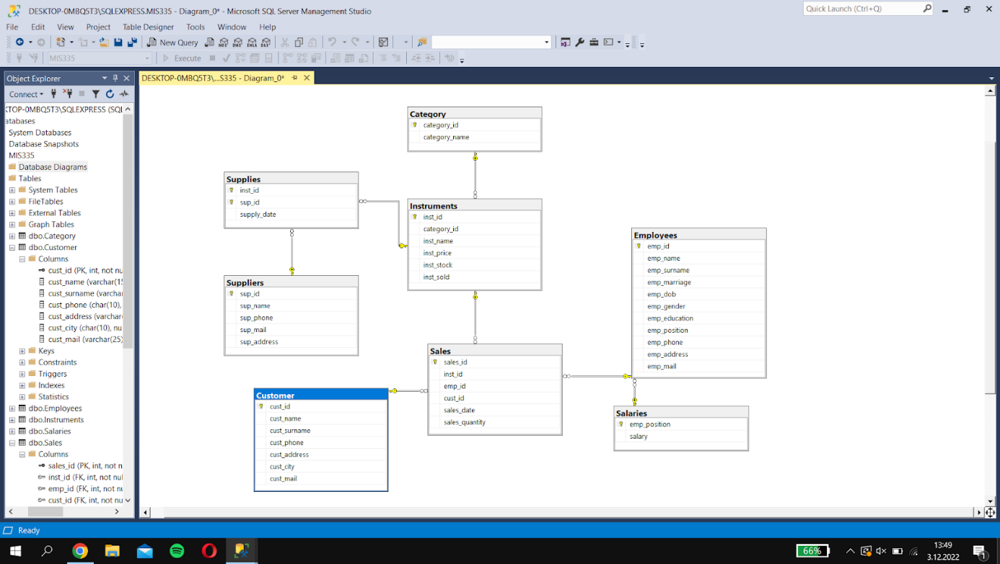 DESKTOP-0MBQ5T3\SQLEXPRESS.MIS335 - Diagram_0* - Microsoft SQL Server Management Studio
Quick Launch (Ctrl+Q)
File Edit View Project Table Designer Tools Window Help
New Query
MDX DMX XMLA DAX
MIS335
Execute
Object Explorer
DESKTOP-0MBQ5T3\...S335 - Diagram_0*
Connect
KTOP-0MBQ5T3\SQLEXPRESS (SQL
atabases
System Databases
Database Snapshots
MIS335
Database Diagrams
Tables
System Tables
FileTables
External Tables
Graph Tables
dbo.Category
dbo.Customer
Columns
cust_id (PK, int, not nu
cust_name (varchar(15
cust_surname (varcha
cust_phone (char(10),
cust_address (varchar(
cust_city (char(10), nu
cust_mail (varchar(25)
Keys
Constraints
Triggers
Indexes
Statistics
dbo.Employees
dbo.Instruments
dbo.Salaries
dbo.Sales
Columns
sales_id (PK, int, not n
inst_id (FK, int, not nul
emp_id (FK, int, not nu
cust_id (FK, int, not nu
Category
category_id
category_name
Supplies
inst_id
sup_id
supply_date
Instruments
inst_id
category_id
inst_name
inst_price
inst_stock
inst_sold
Employees
emp_id
emp_name
emp_surname
emp_marriage
emp_dob
emp_gender
emp_education
emp_position
emp_phone
emp_address
emp_mail
Suppliers
sup_id
sup_name
sup_phone
sup_mail
sup_address
Sales
sales_id
inst_id
emp_id
cust_id
sales_date
sales_quantity
Customer
cust_id
cust_name
cust_surname
cust_phone
cust_address
cust_city
cust_mail
Salaries
emp_position
salary
Ready
66%
13:49
3.12.2022
1